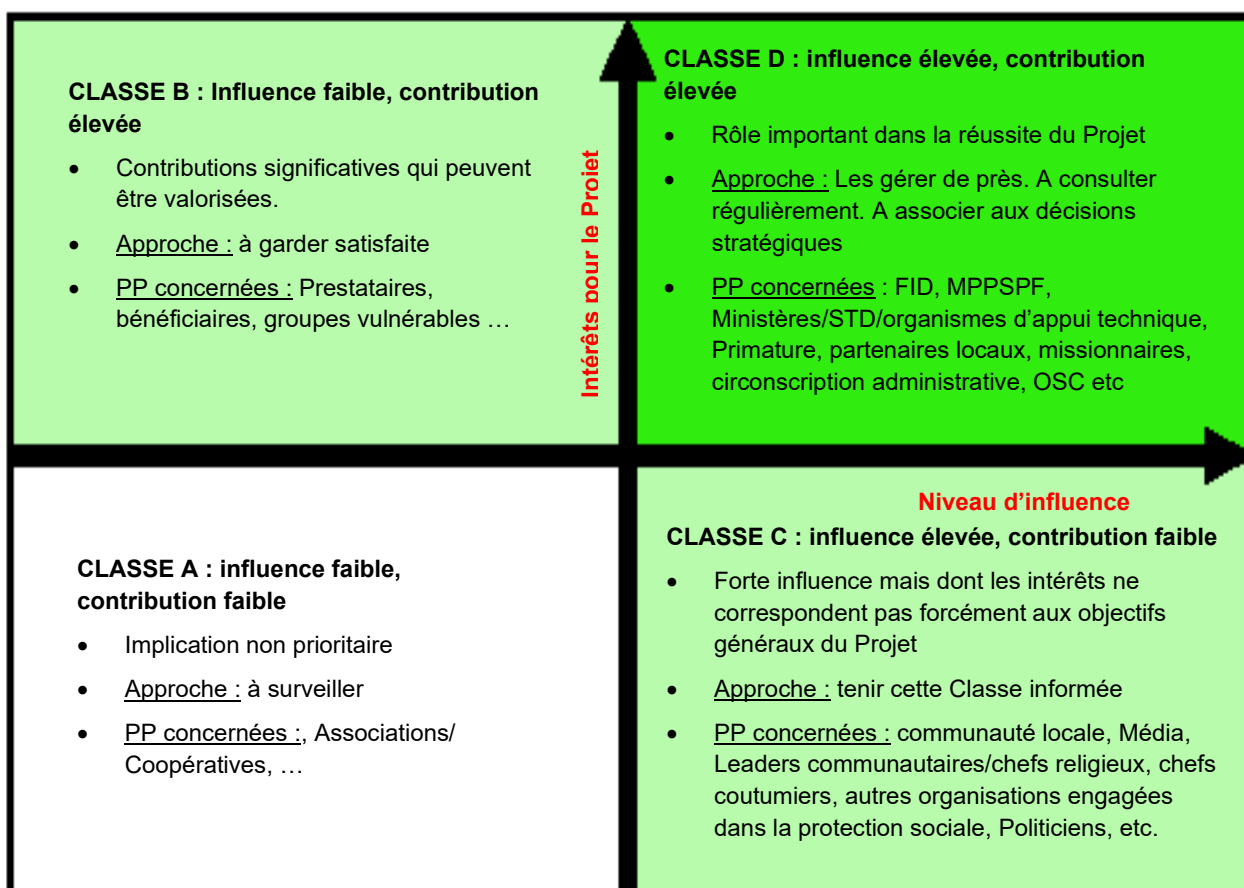 CLASSE B : Influence faible, contribution
élevée
• Contributions significatives qui peuvent
être valorisées.
• Approche : à garder satisfaite
• PP concernées : Prestataires,
bénéficiaires, groupes vulnérables …
Intérêts pour le Projet
CLASSE D : influence élevée, contribution
élevée
• Rôle important dans la réussite du Projet
• Approche : Les gérer de près. A consulter
régulièrement. A associer aux décisions
stratégiques
• PP concernées : FID, MPPSPF,
Ministères/STD/organismes d’appui technique,
Primature, partenaires locaux, missionnaires,
circonscription administrative, OSC etc
CLASSE A : influence faible,
contribution faible
• Implication non prioritaire
• Approche : à surveiller
• PP concernées :, Associations/
Coopératives, …
Niveau d’influence
CLASSE C : influence élevée, contribution faible
• Forte influence mais dont les intérêts ne
correspondent pas forcément aux objectifs
généraux du Projet
• Approche : tenir cette Classe informée
• PP concernées : communauté locale, Média,
Leaders communautaires/chefs religieux, chefs
coutumiers, autres organisations engagées
dans la protection sociale, Politiciens, etc.